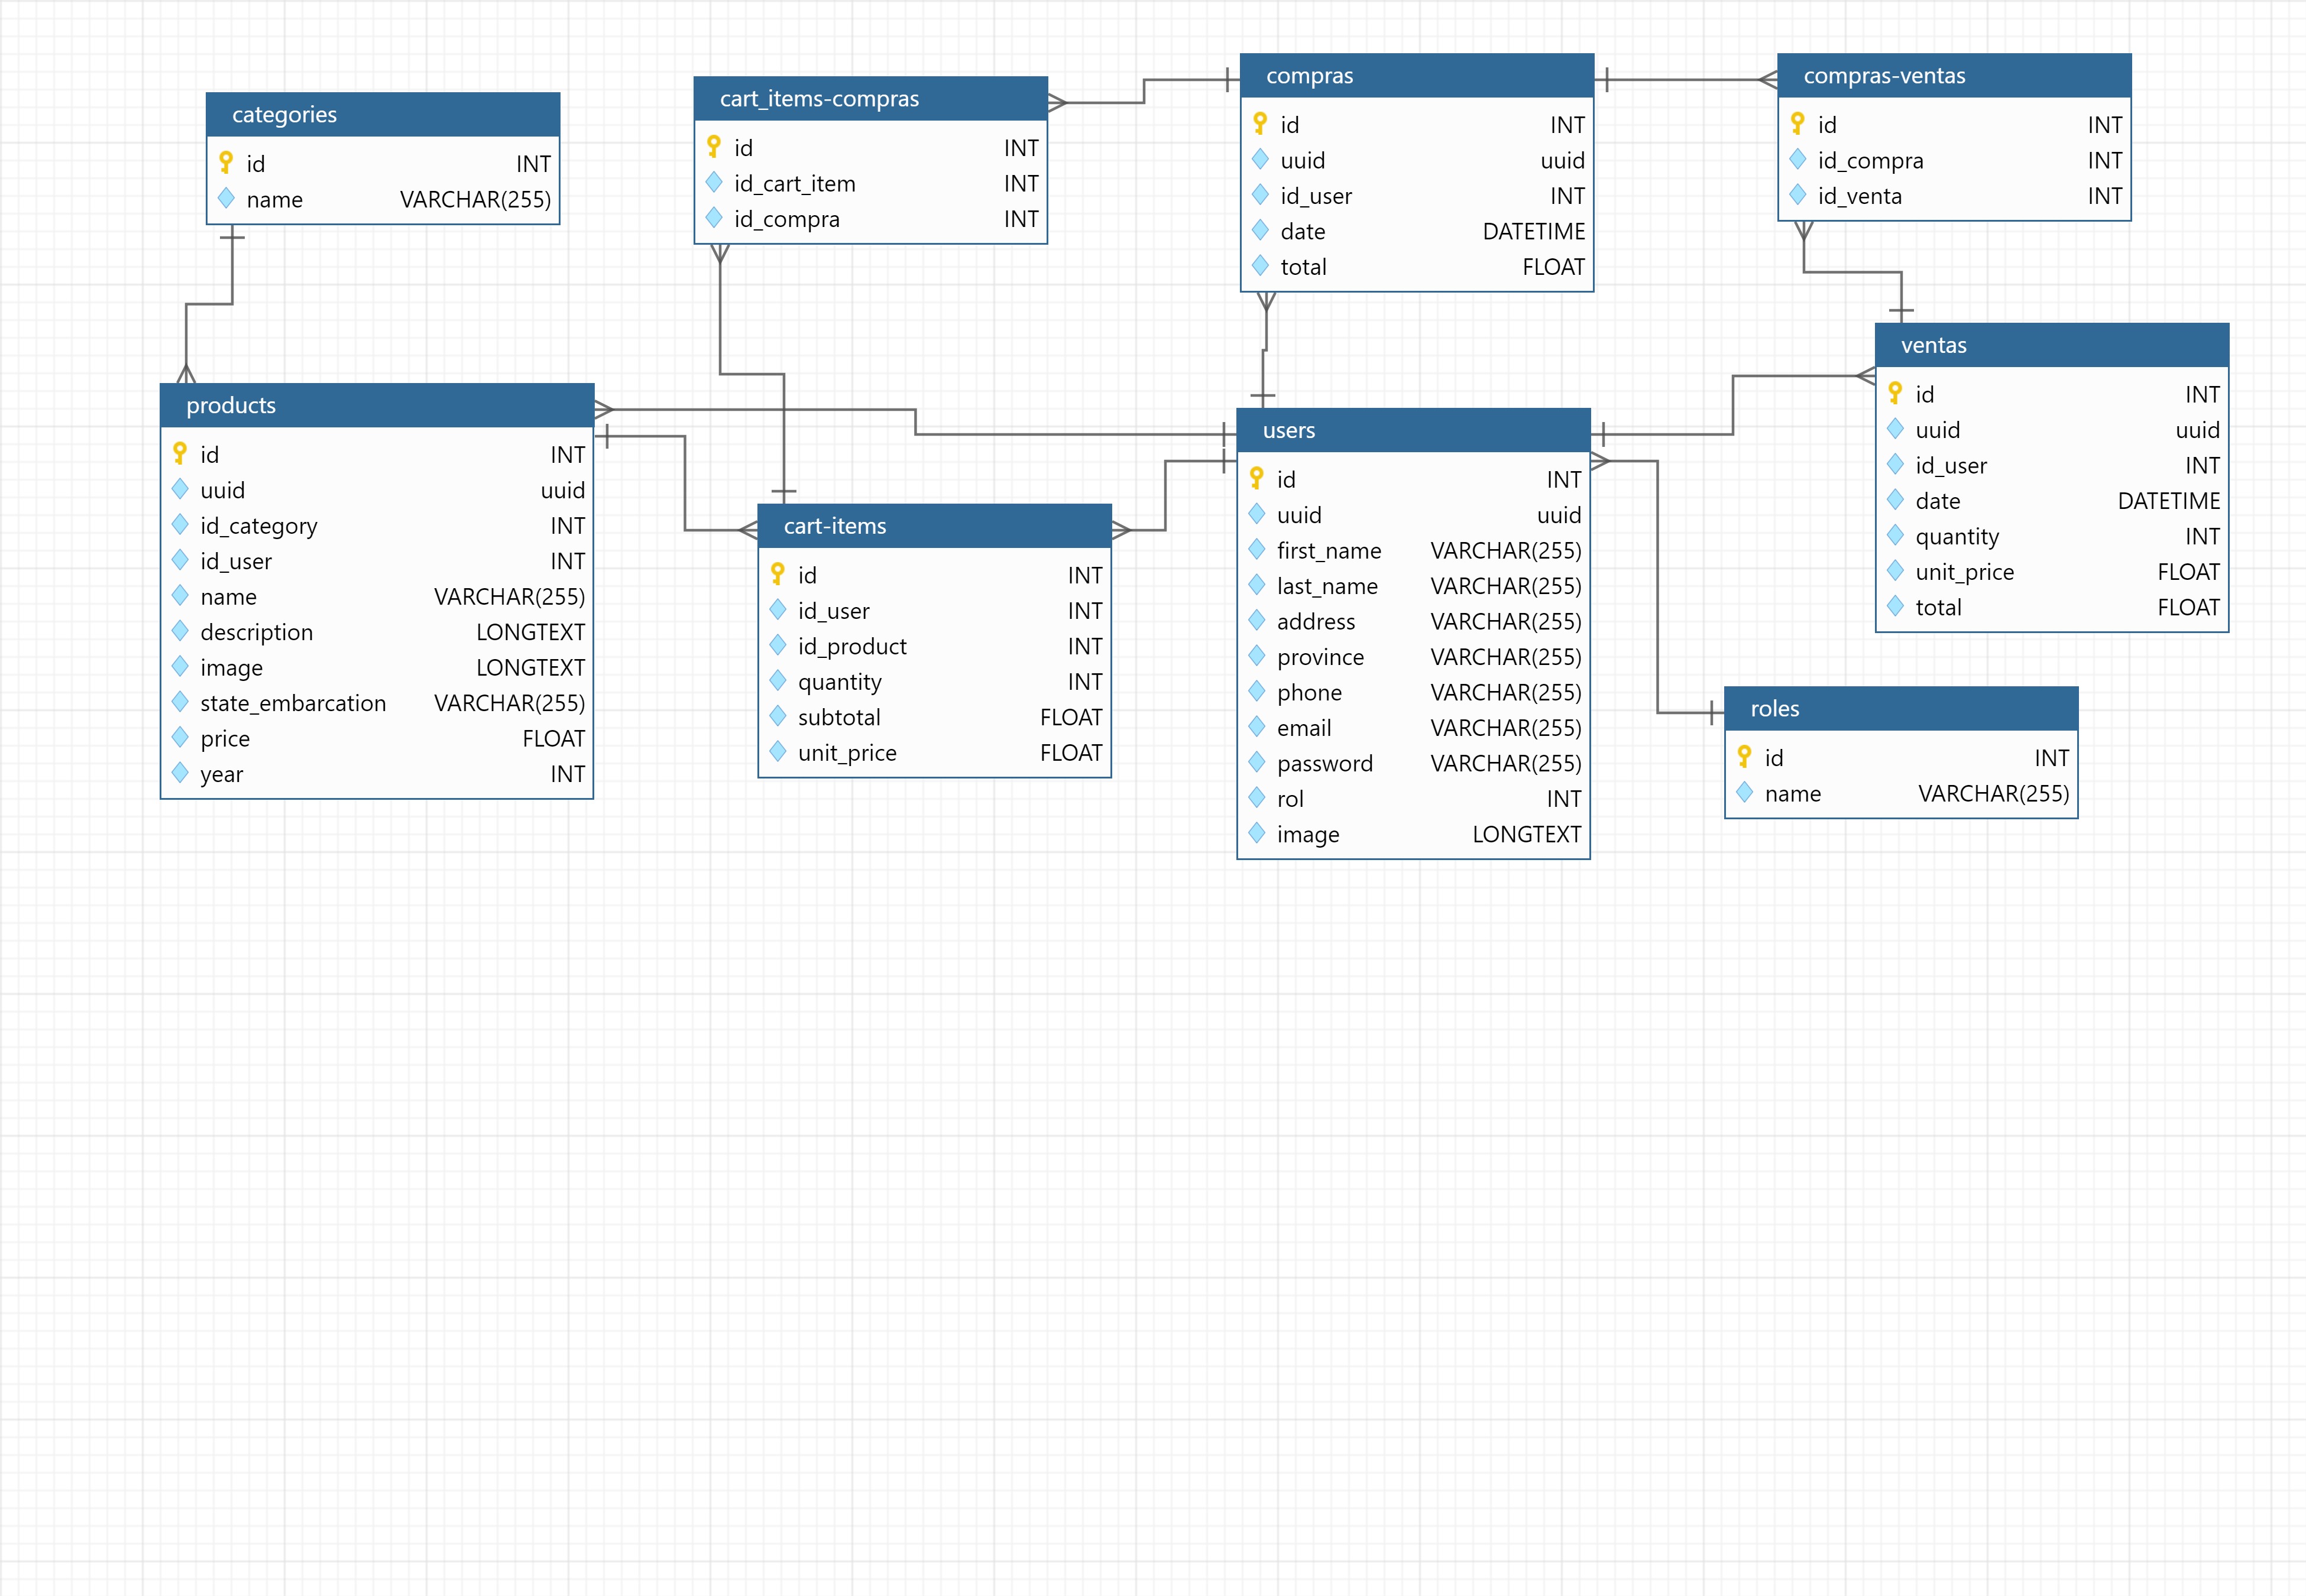 categories
id INT
name VARCHAR(255)
cart_items-compras
id INT
id_cart_item INT
id_compra INT
compras
id INT
uuid uuid
id_user INT
date DATETIME
total FLOAT
compras-ventas
id INT
id_compra INT
id_venta INT
products
id INT
uuid uuid
id_category INT
id_user INT
name VARCHAR(255)
description LONGTEXT
image LONGTEXT
state_embarcation VARCHAR(255)
price FLOAT
year INT
cart-items
id INT
id_user INT
id_product INT
quantity INT
subtotal FLOAT
unit_price FLOAT
users
id INT
uuid uuid
first_name VARCHAR(255)
last_name VARCHAR(255)
address VARCHAR(255)
province VARCHAR(255)
phone VARCHAR(255)
email VARCHAR(255)
password VARCHAR(255)
rol INT
image LONGTEXT
ventas
id INT
uuid uuid
id_user INT
date DATETIME
quantity INT
unit_price FLOAT
total FLOAT
roles
id INT
name VARCHAR(255)